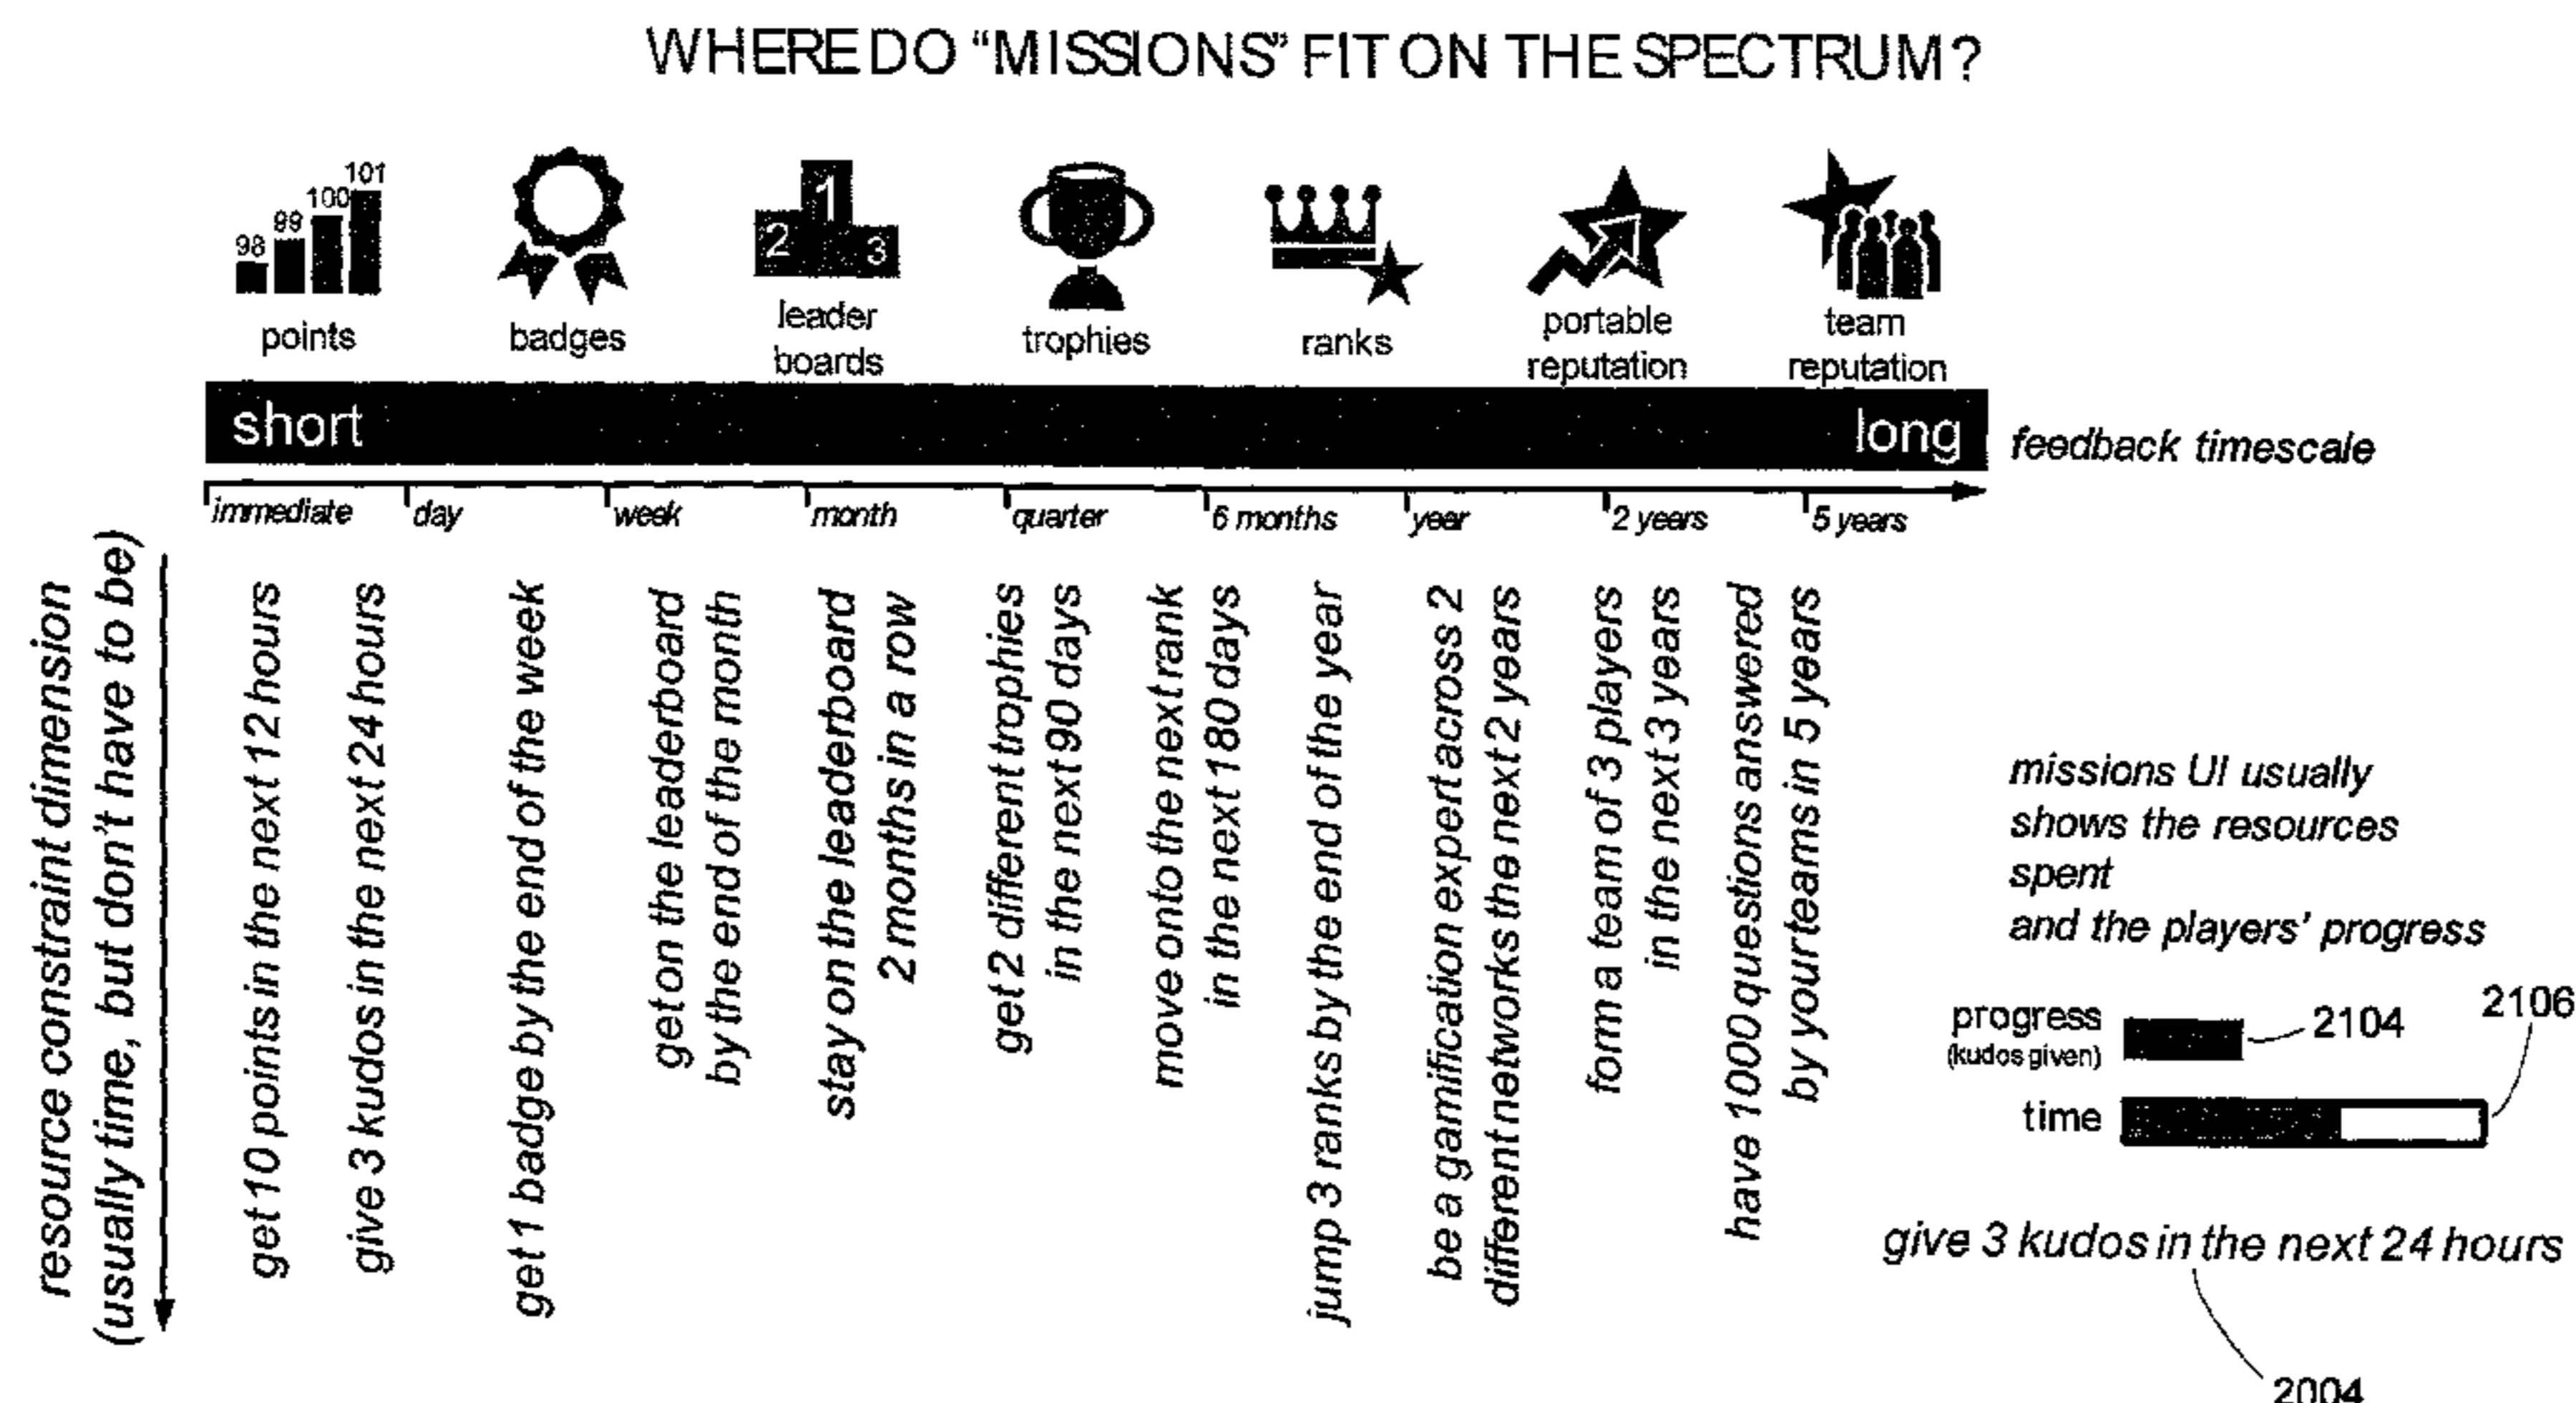 WHERE DO “MISSIONS” FIT ON THE SPECTRUM?
98
99
100
101
points
badges
1
2
3
leader
boards
trophies
ranks
portable
reputation
team
reputation
short
long
feedback timescale
immediate
day
week
month
quarter
6 months
year
2 years
5 years
resource constraint dimension
(usually time, but don’t have to be)
get 10 points in the next 12 hours
give 3 kudos in the next 24 hours
get 1 badge by the end of the week
get on the leaderboard
by the end of the month
stay on the leaderboard
2 months in a row
get 2 different trophies
in the next 90 days
move onto the next rank
in the next 180 days
jump 3 ranks by the end of the year
be a gamification expert across 2
different networks the next 2 years
form a team of 3 players
in the next 3 years
have 1000 questions answered
by your teams in 5 years
missions UI usually
shows the resources
spent
and the players’ progress
progress
(kudos given)
2104
2106
time
give 3 kudos in the next 24 hours
2004